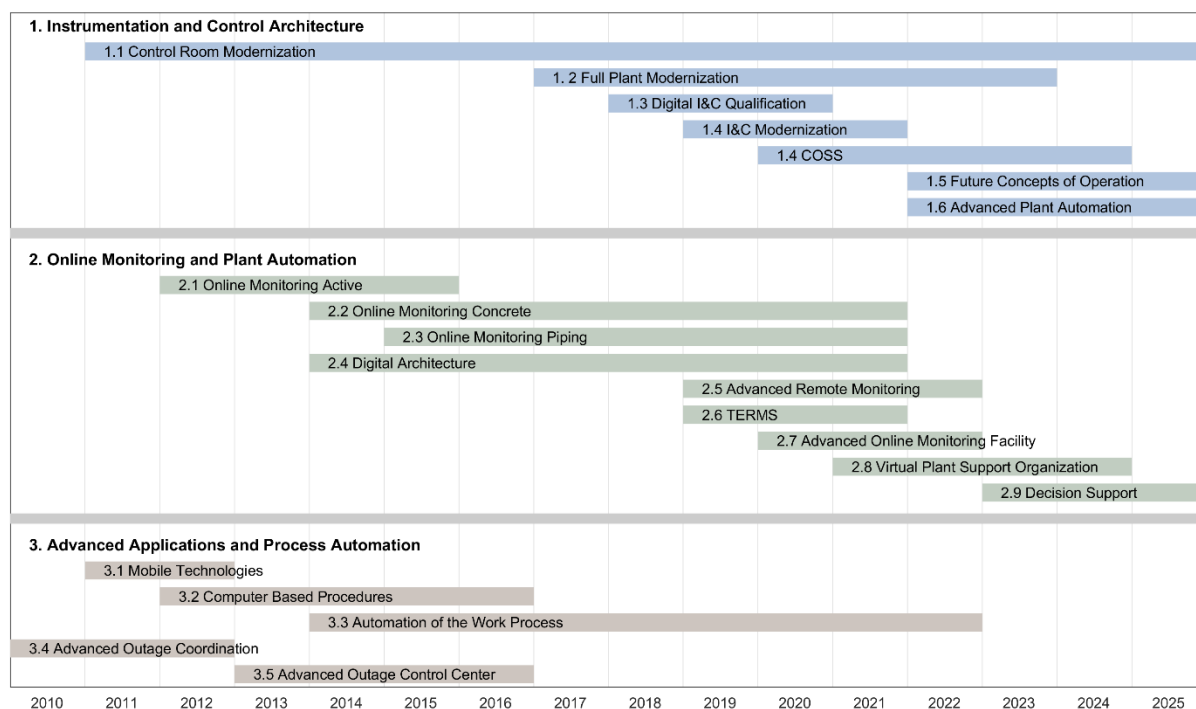 1. Instrumentation and Control Architecture
1.1 Control Room Modernization
1. 2 Full Plant Modernization
1.3 Digital I&C Qualification
1.4 I&C Modernization
1.4 COSS
1.5 Future Concepts of Operation
1.6 Advanced Plant Automation
2. Online Monitoring and Plant Automation
2.1 Online Monitoring Active
2.2 Online Monitoring Concrete
2.3 Online Monitoring Piping
2.4 Digital Architecture
2.5 Advanced Remote Monitoring
2.6 TERMS
2.7 Advanced Online Monitoring Facility
2.8 Virtual Plant Support Organization
2.9 Decision Support
3. Advanced Applications and Process Automation
3.1 Mobile Technologies
3.2 Computer Based Procedures
3.3 Automation of the Work Process
3.4 Advanced Outage Coordination
3.5 Advanced Outage Control Center
2010 2011 2012 2013 2014 2015 2016 2017 2018 2019 2020 2021 2022 2023 2024 2025